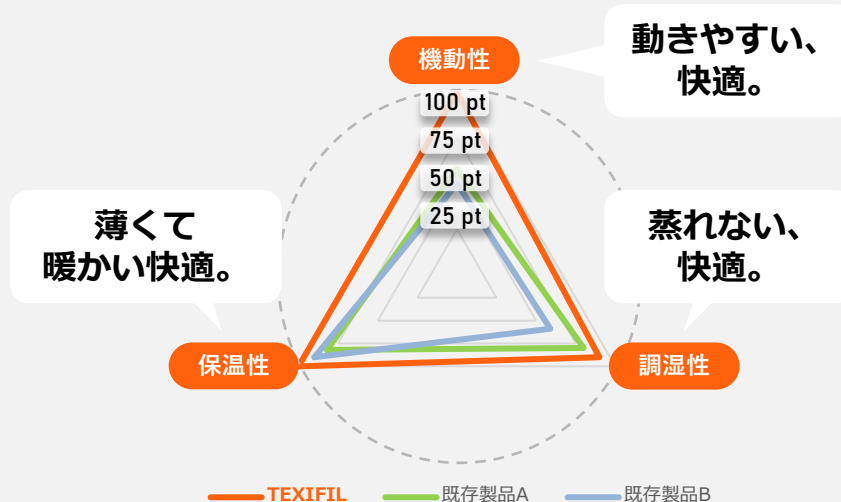 機動性
動きやすい、
快適。
100 pt
75 pt
50 pt
25 pt
薄くて
暖かい快適。
蒸れない、
快適。
保温性
調湿性
TEXIFIL
既存製品A
既存製品B